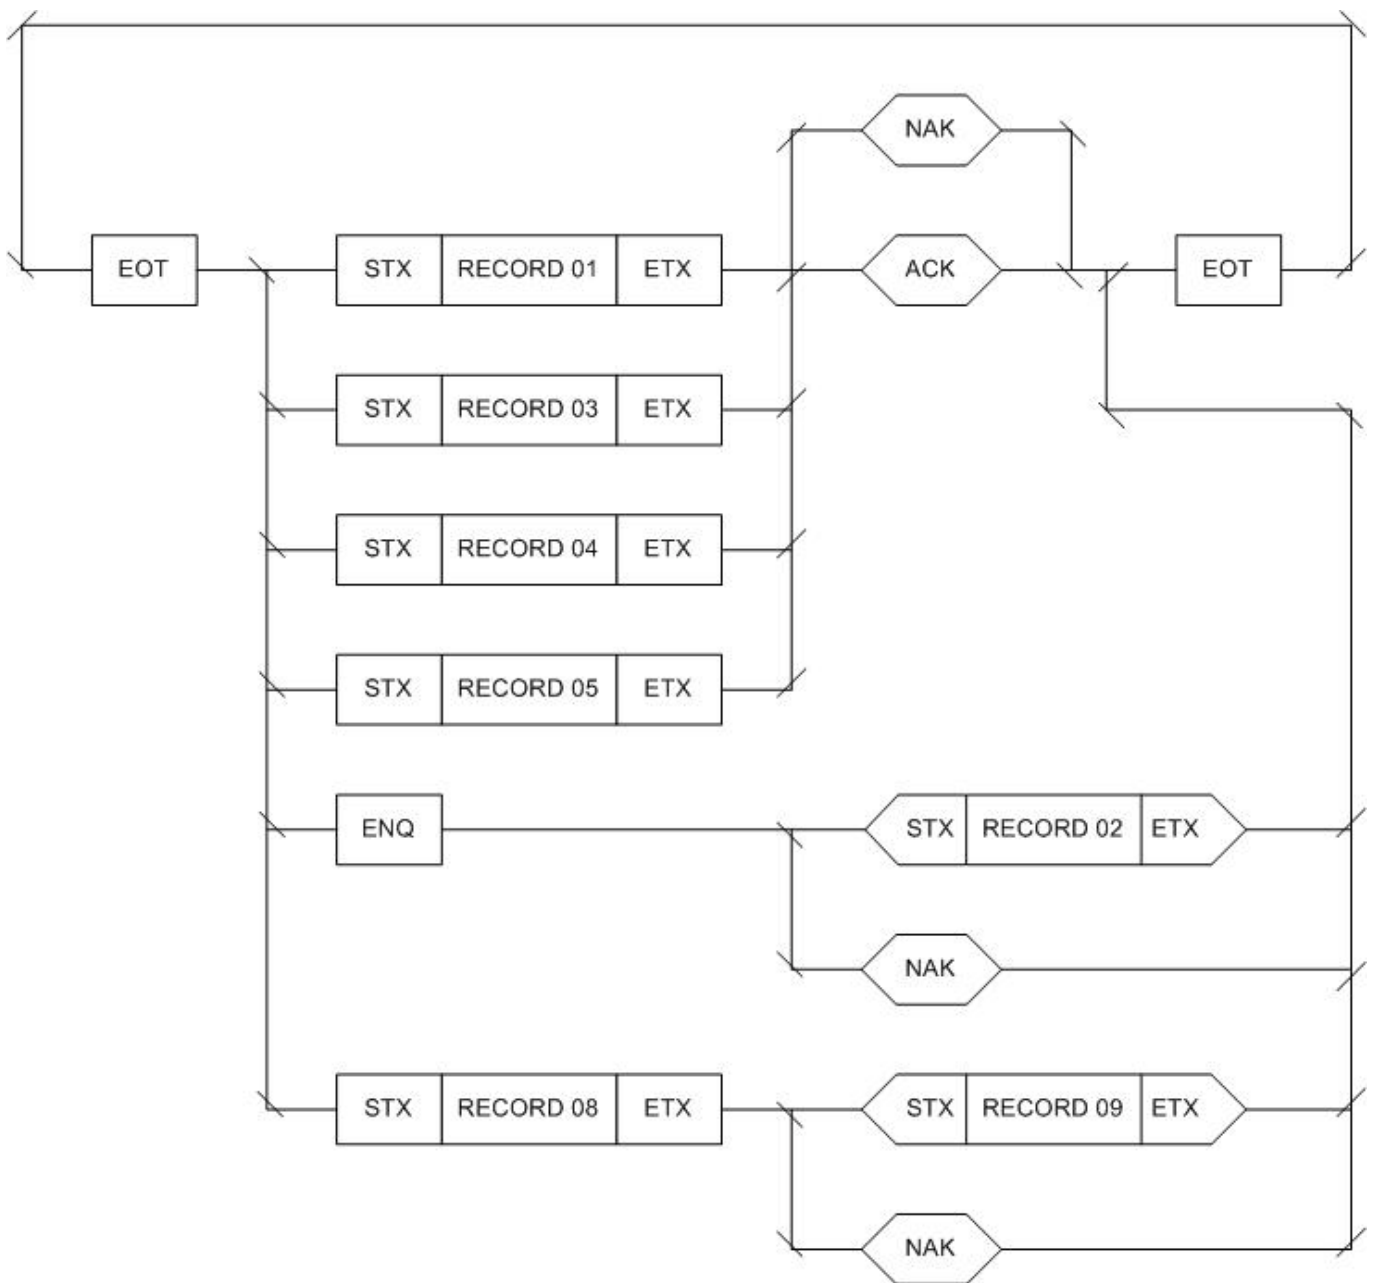 NAK
EOT STX RECORD 01 ETX ACK EOT
STX RECORD 03 ETX
STX RECORD 04 ETX
STX RECORD 05 ETX
ENQ STX RECORD 02 ETX
NAK
STX RECORD 08 ETX STX RECORD 09 ETX
NAK